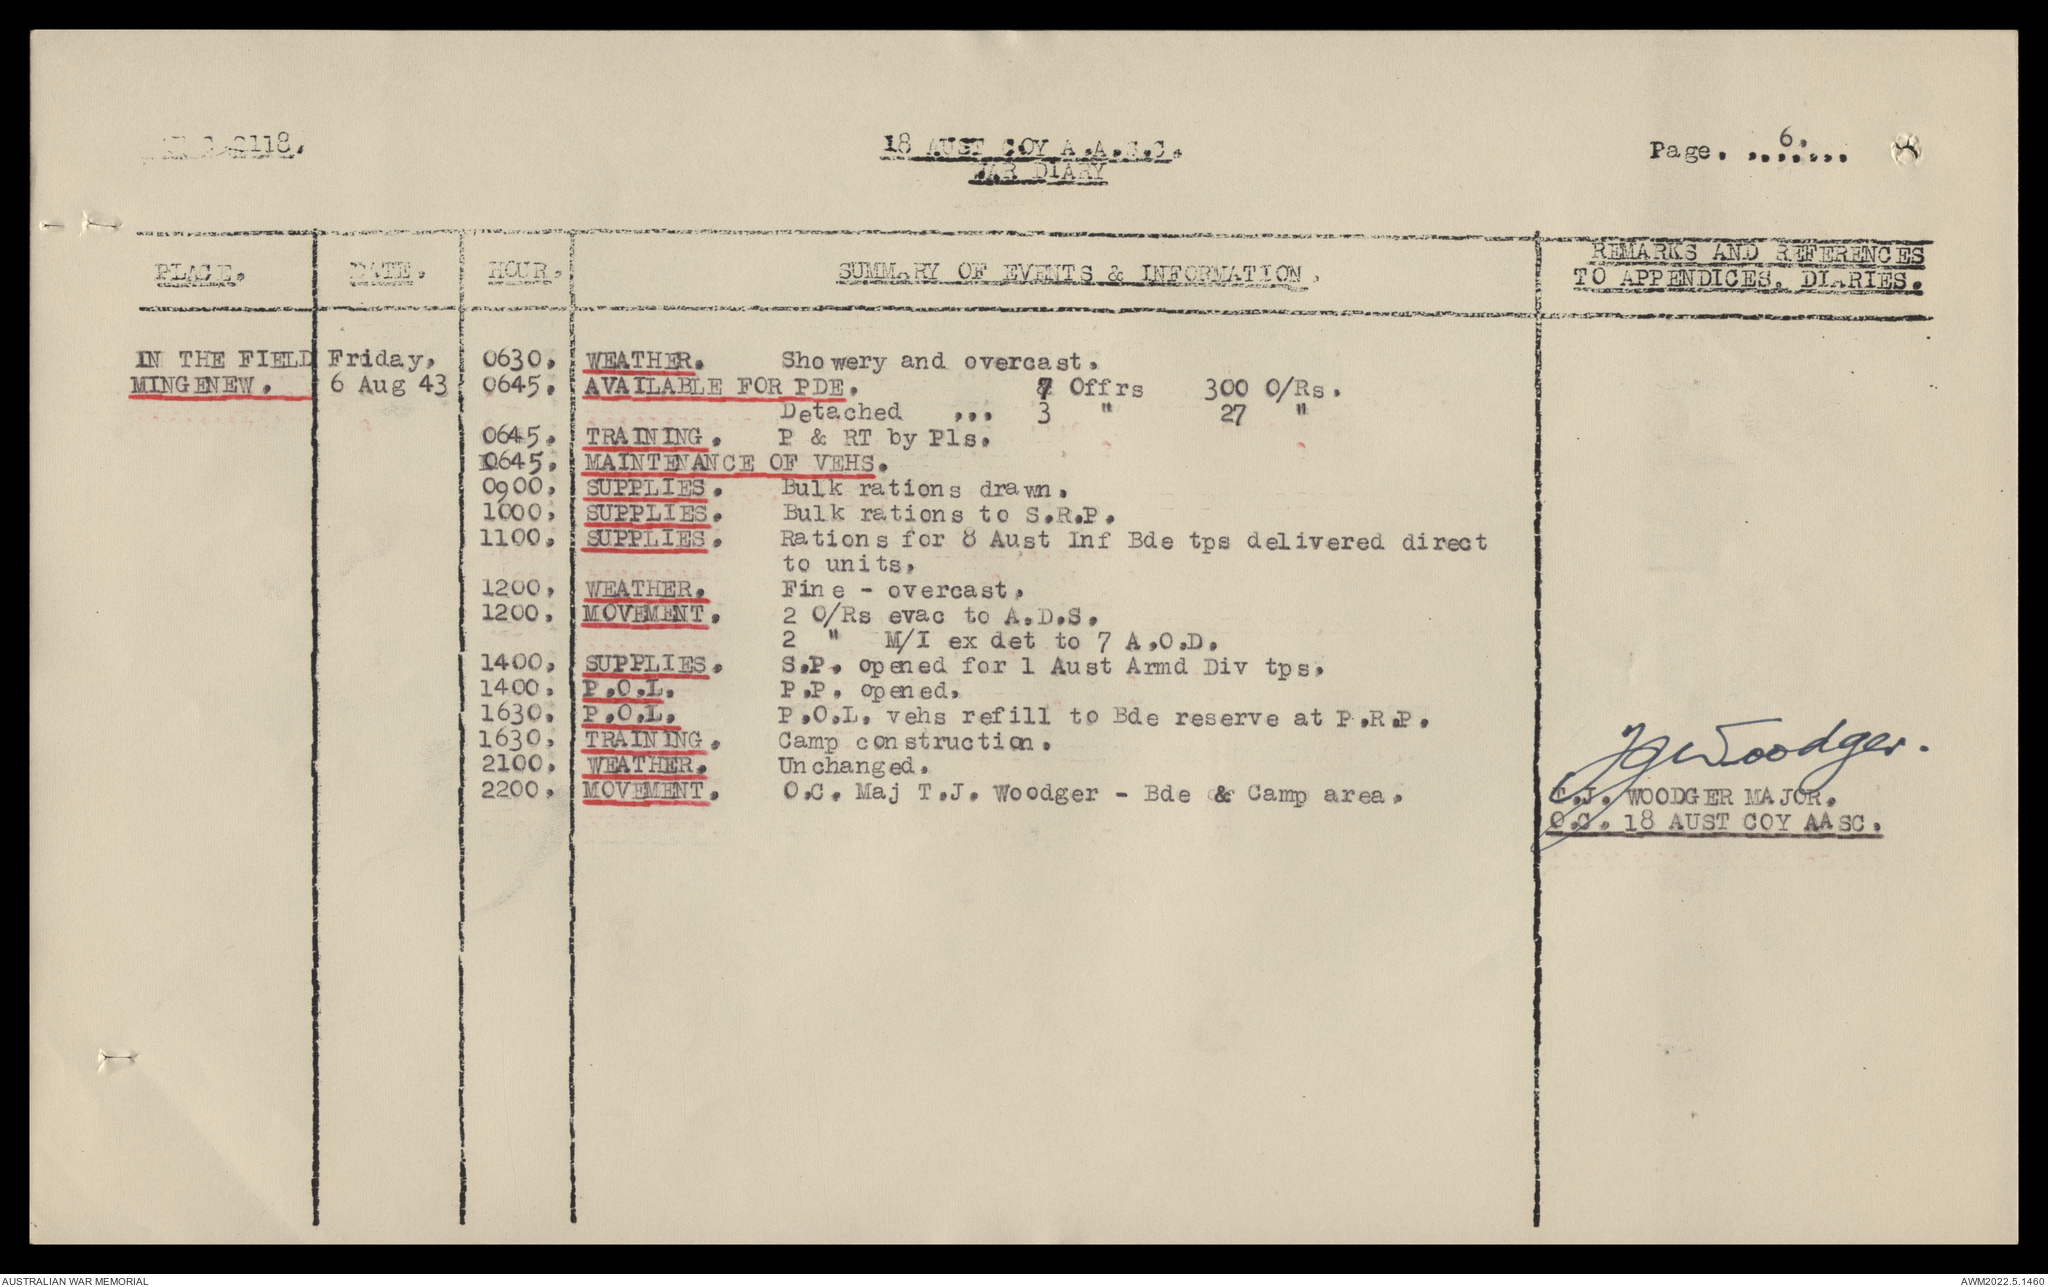 2118.
18 AUST COY A.A.S.C.
WAR DIARY
Page. 6.
PLACE.
DATE.
HOUR.
SUMMARY OF EVENTS & INFORMATION.
REMARKS AND REFERENCES
TO APPENDICES, DIARIES.
IN THE FIELD Friday, 0630, WEATHER. Showery and overcast.
MINGENEW. 6 Aug 43 0645. AVAILABLE FOR PDE. 7 Offrs 300 O/Rs.
Detached ... 3 " 27 "
0645. TRAINING. P & RT by Pls.
0645. MAINTENANCE OF VEHS.
0900, SUPPLIES. Bulk rations drawn.
1000, SUPPLIES. Bulk rations to S.R.P.
1100, SUPPLIES. Rations for 8 Aust Inf Bde tps delivered direct
to units.
1200, WEATHER. Fine - overcast.
1200, MOVEMENT. 2 O/Rs evac to A.D.S.
2 " M/I ex det to 7 A.O.D.
1400, SUPPLIES. S.P. opened for 1 Aust Armd Div tps.
1400. P.O.L. P.P. opened.
1630. P.O.L. P.O.L. vehs refill to Bde reserve at P.R.P.
1630, TRAINING. Camp construction.
2100, WEATHER. Unchanged.
2200. MOVEMENT. O.C. Maj T.J. Woodger - Bde & Camp area.
TJ Woodger.
T.J. WOODGER MAJOR.
O.C. 18 AUST COY AASC.
AUSTRALIAN WAR MEMORIAL
AWM2022.5.1460